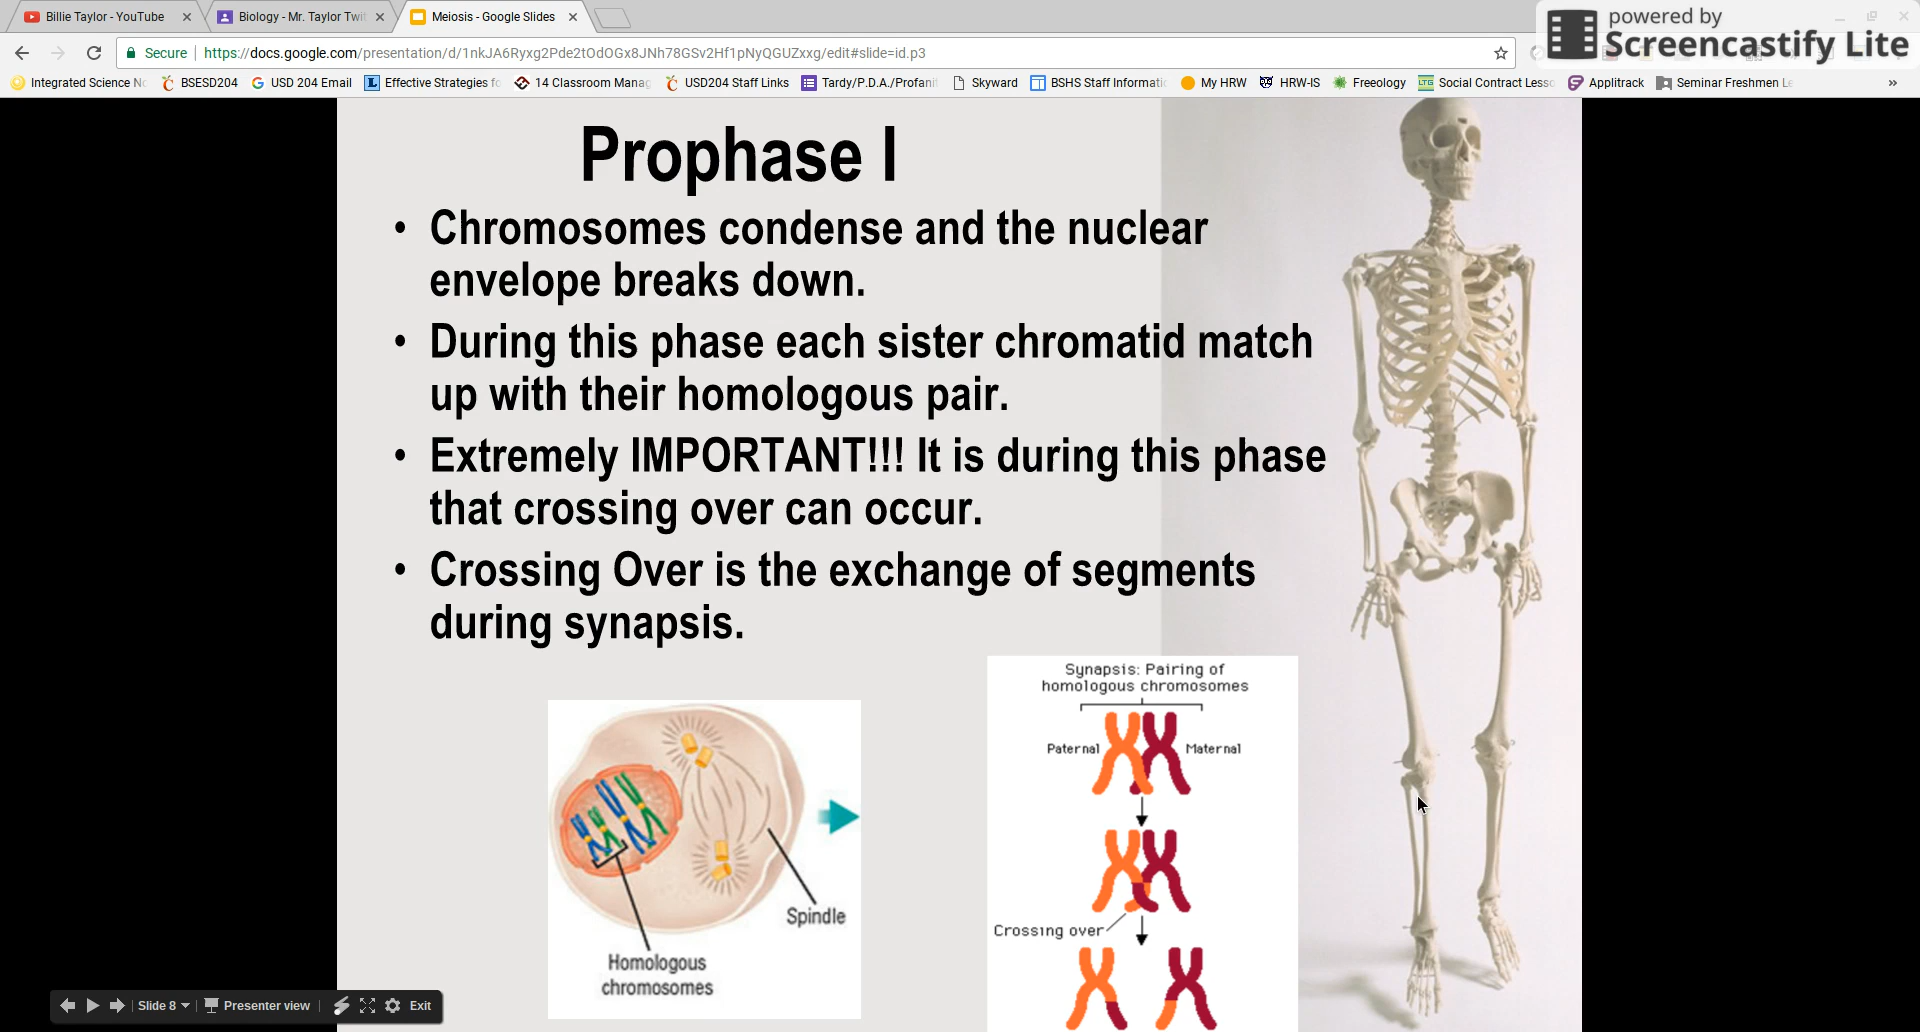 Billie Taylor - YouTube
Biology - Mr. Taylor Twi
Meiosis - Google Slides
powered by
Screencastify Lite
Secure
https://docs.google.com/presentation/d/1nkJA6Ryxg2Pde2tOdOGx8JNh78GSv2Hf1pNyQGUZxxg/edit#slide=id.p3
Integrated Science N
BSESD204
USD 204 Email
Effective Strategies fo
14 Classroom Manag
USD204 Staff Links
Tardy/P.D.A./Profanit
Skyward
BSHS Staff Informatic
My HRW
HRW-IS
Freeology
LTG
Social Contract Lesso
Applitrack
Seminar Freshmen Le
»
Prophase I
• Chromosomes condense and the nuclear
envelope breaks down.
• During this phase each sister chromatid match
up with their homologous pair.
• Extremely IMPORTANT!!! It is during this phase
that crossing over can occur.
• Crossing Over is the exchange of segments
during synapsis.
Spindle
Homologous
chromosomes
Synapsis: Pairing of
homologous chromosomes
Paternal
Maternal
Crossing over
Slide 8
Presenter view
Exit